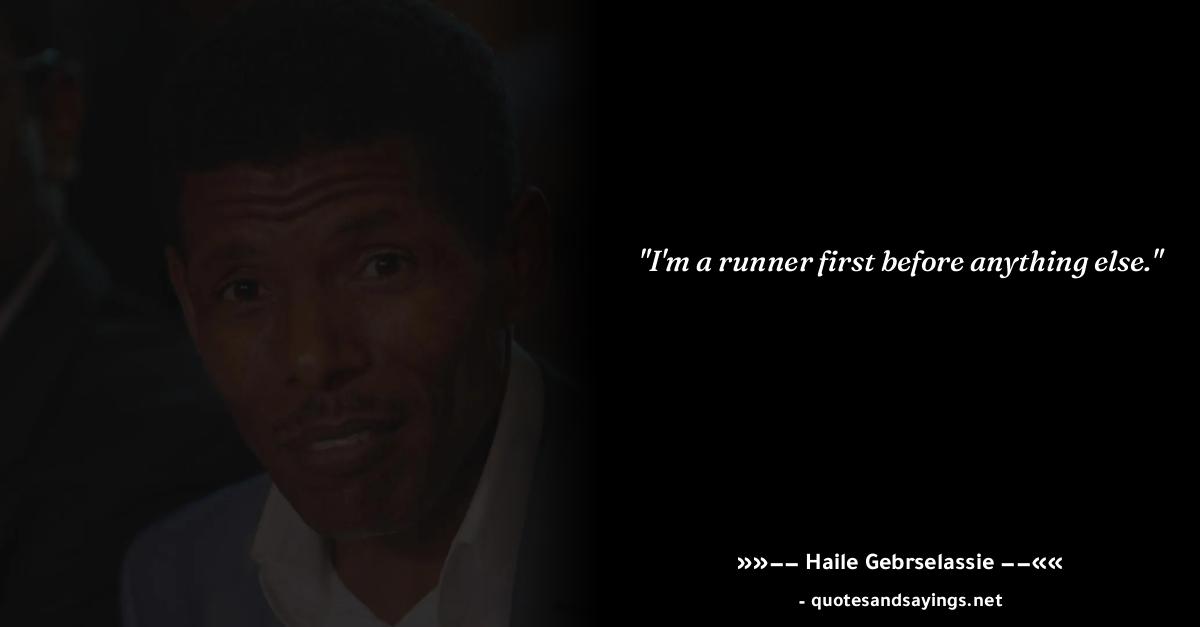 "I'm a runner first before anything else."
»»−− Haile Gebrselassie −−««
- quotesandsayings.net